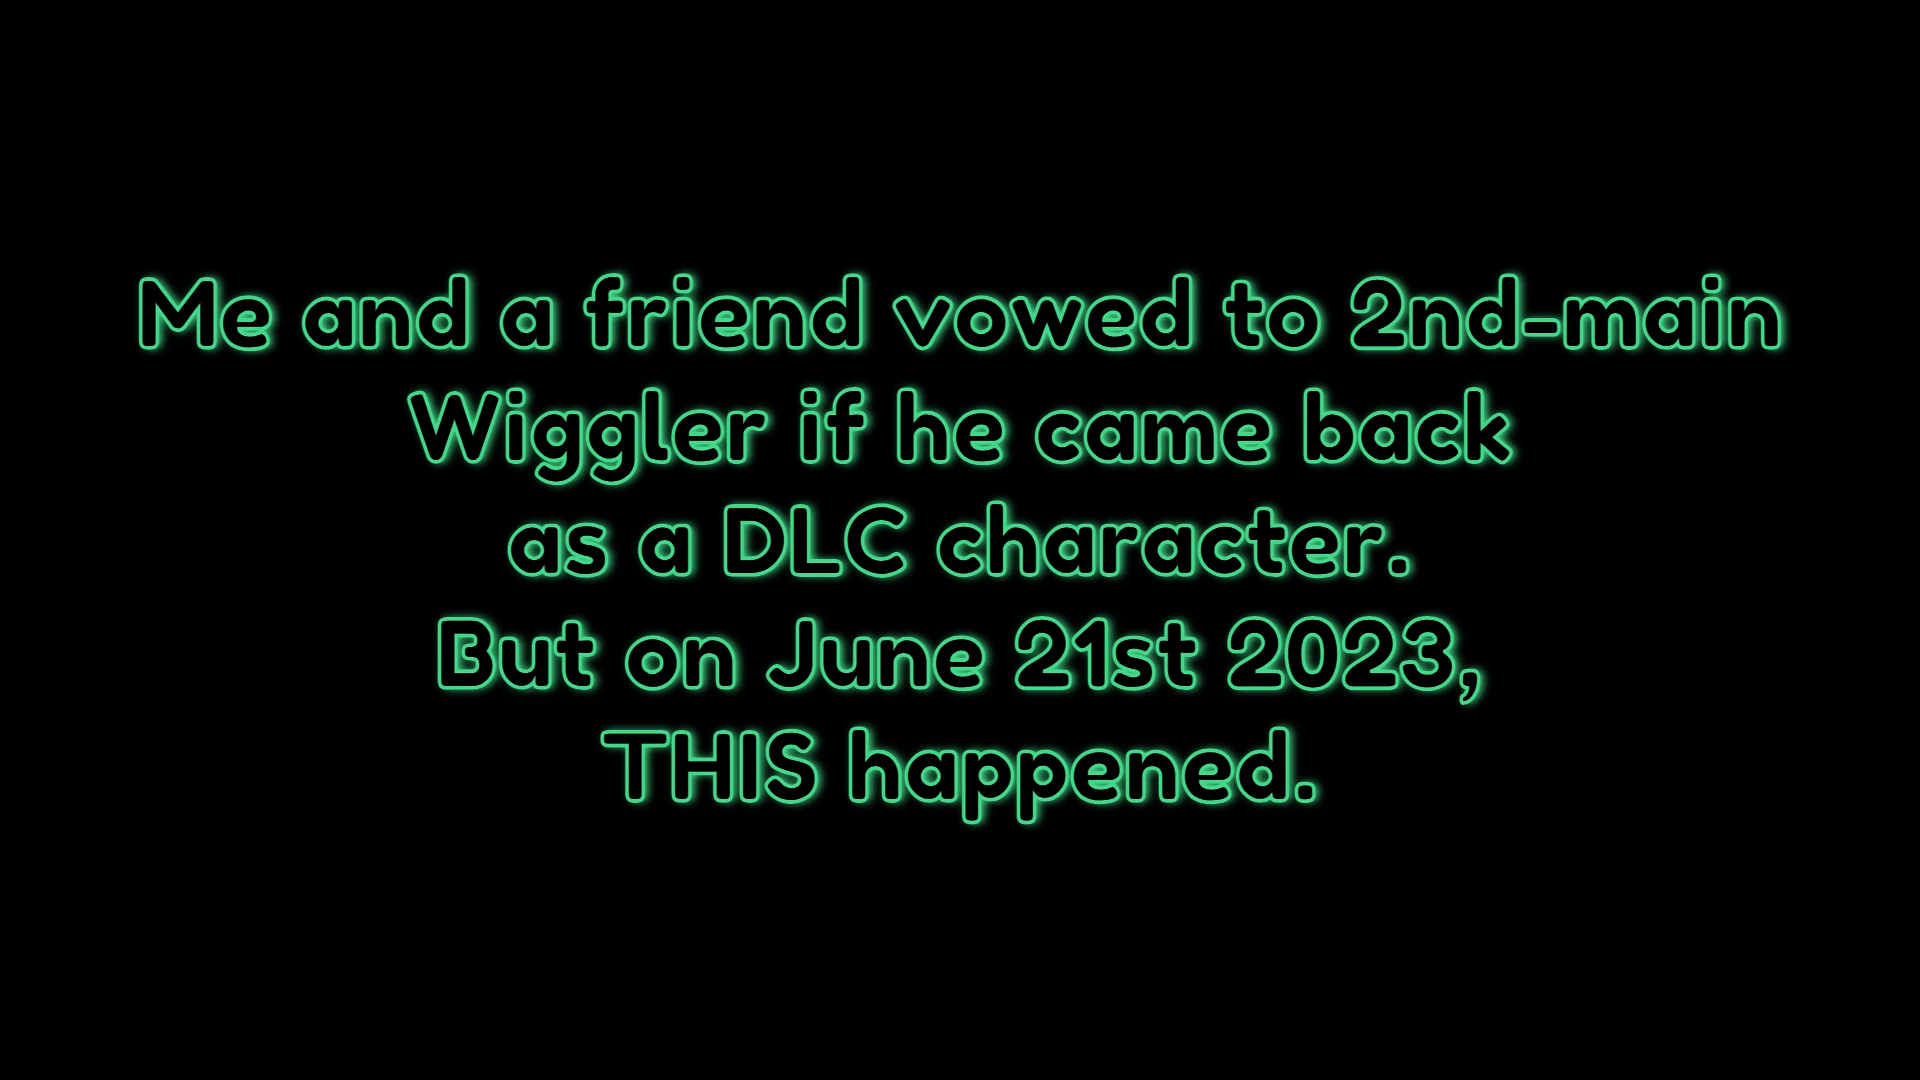 Me and a friend vowed to 2nd-main
Wiggler if he came back
as a DLC character.
But on June 21st 2023,
THIS happened.